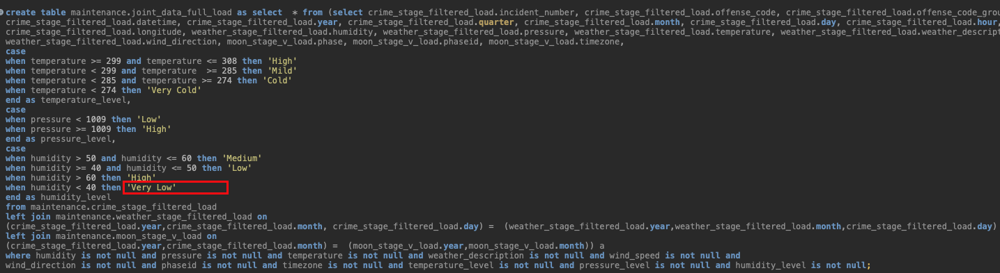 create table maintenance.joint_data_full_load as select  * from (select crime_stage_filtered_load.incident_number, crime_stage_filtered_load.offense_code, crime_stage_filtered_load.offense_code_grou
crime_stage_filtered_load.datetime, crime_stage_filtered_load.year, crime_stage_filtered_load.quarter, crime_stage_filtered_load.month, crime_stage_filtered_load.day, crime_stage_filtered_load.hour,
crime_stage_filtered_load.longitude, weather_stage_filtered_load.humidity, weather_stage_filtered_load.pressure, weather_stage_filtered_load.temperature, weather_stage_filtered_load.weather_descript
weather_stage_filtered_load.wind_direction, moon_stage_v_load.phase, moon_stage_v_load.phaseid, moon_stage_v_load.timezone,
case
when temperature >= 299 and temperature <= 308 then 'High'
when temperature < 299 and temperature  >= 285 then 'Mild'
when temperature < 285 and temperature >= 274 then 'Cold'
when temperature < 274 then 'Very Cold'
end as temperature_level,
case
when pressure < 1009 then 'Low'
when pressure >= 1009 then 'High'
end as pressure_level,
case
when humidity > 50 and humidity <= 60 then 'Medium'
when humidity >= 40 and humidity <= 50 then 'Low'
when humidity > 60 then 'High'
when humidity < 40 then 'Very Low'
end as humidity_level
from maintenance.crime_stage_filtered_load
left join maintenance.weather_stage_filtered_load on
(crime_stage_filtered_load.year,crime_stage_filtered_load.month, crime_stage_filtered_load.day) =  (weather_stage_filtered_load.year,weather_stage_filtered_load.month,crime_stage_filtered_load.day)
left join maintenance.moon_stage_v_load on
(crime_stage_filtered_load.year,crime_stage_filtered_load.month) =  (moon_stage_v_load.year,moon_stage_v_load.month)) a
where humidity is not null and pressure is not null and temperature is not null and weather_description is not null and wind_speed is not null and
wind_direction is not null and phaseid is not null and timezone is not null and temperature_level is not null and pressure_level is not null and humidity_level is not null;